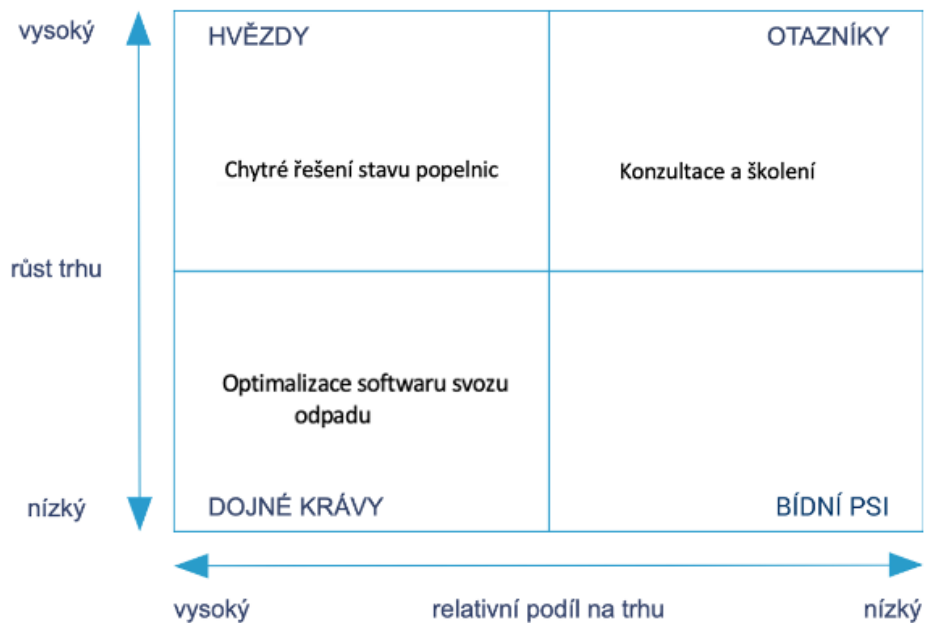 vysoký
HVĚZDY
OTAZNÍKY
Chytré řešení stavu popelnic
Konzultace a školení
růst trhu
Optimalizace softwaru svozu
odpadu
nízký
DOJNÉ KRÁVY
BÍDNÍ PSI
vysoký
relativní podíl na trhu
nízký